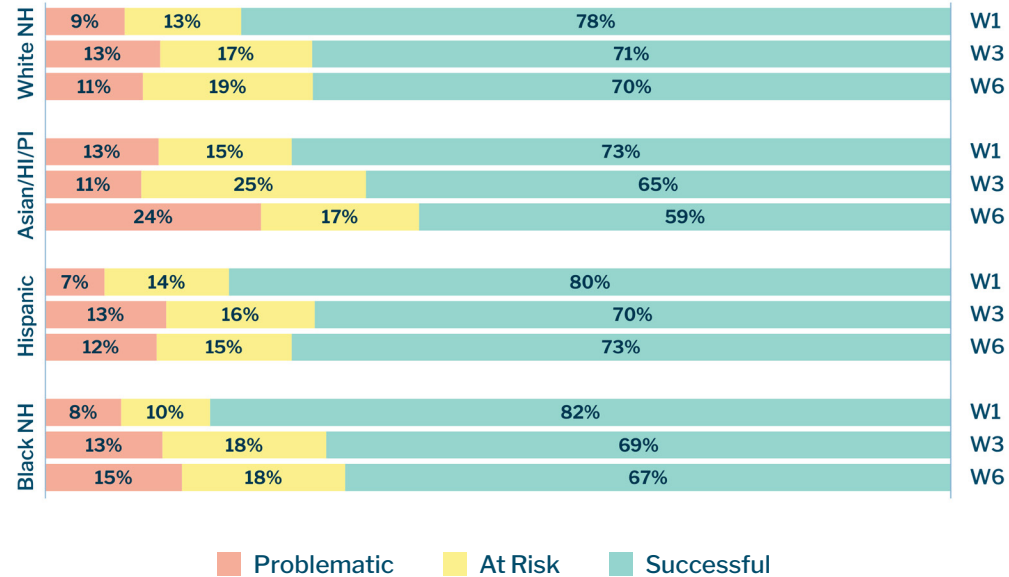 White NH
9% 13% 78% W1
13% 17% 71% W3
11% 19% 70% W6
Asian/HI/PI
13% 15% 73% W1
11% 25% 65% W3
24% 17% 59% W6
Hispanic
7% 14% 80% W1
13% 16% 70% W3
12% 15% 73% W6
Black NH
8% 10% 82% W1
13% 18% 69% W3
15% 18% 67% W6
Problematic At Risk Successful